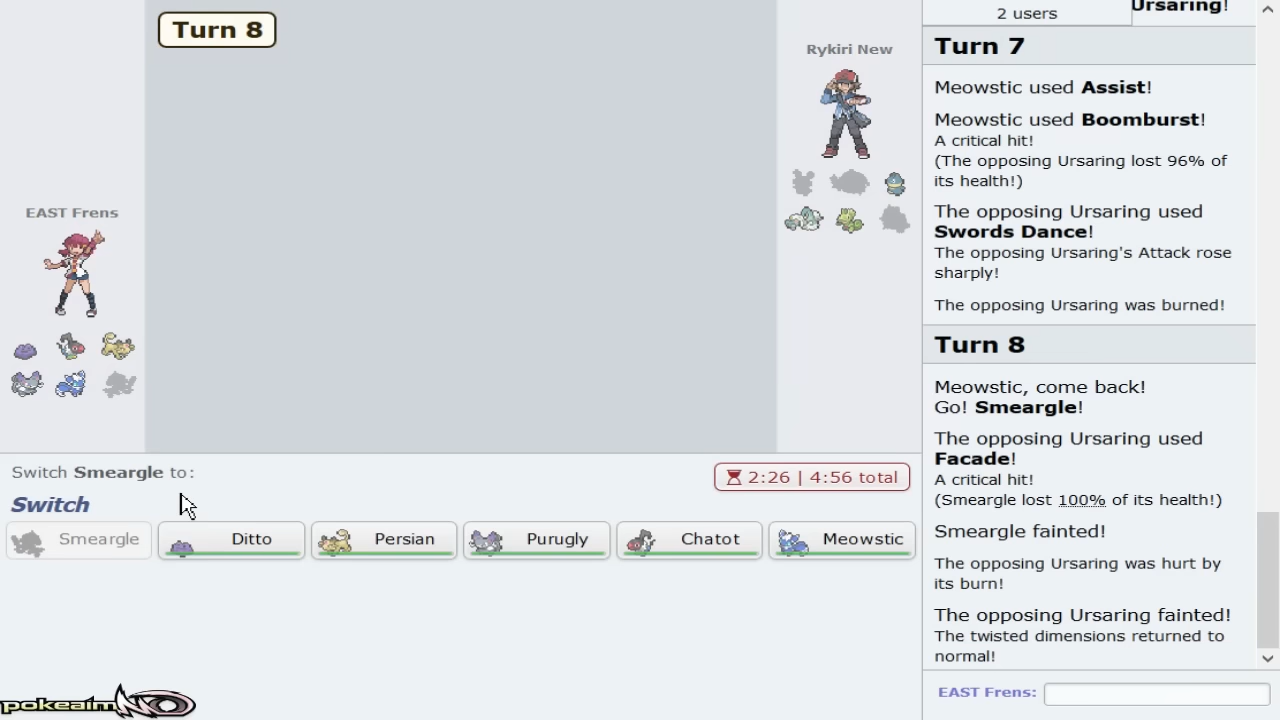 Turn 8
Rykiri New
EAST Frens
Switch Smeargle to:
2:26 | 4:56 total
Switch
Smeargle
Ditto
Persian
Purugly
Chatot
Meowstic
pokeaimMD
2 users
Ursaring!
Turn 7
Meowstic used Assist!
Meowstic used Boomburst!
A critical hit!
(The opposing Ursaring lost 96% of
its health!)
The opposing Ursaring used
Swords Dance!
The opposing Ursaring's Attack rose
sharply!
The opposing Ursaring was burned!
Turn 8
Meowstic, come back!
Go! Smeargle!
The opposing Ursaring used
Facade!
A critical hit!
(Smeargle lost 100% of its health!)
Smeargle fainted!
The opposing Ursaring was hurt by
its burn!
The opposing Ursaring fainted!
The twisted dimensions returned to
normal!
EAST Frens: